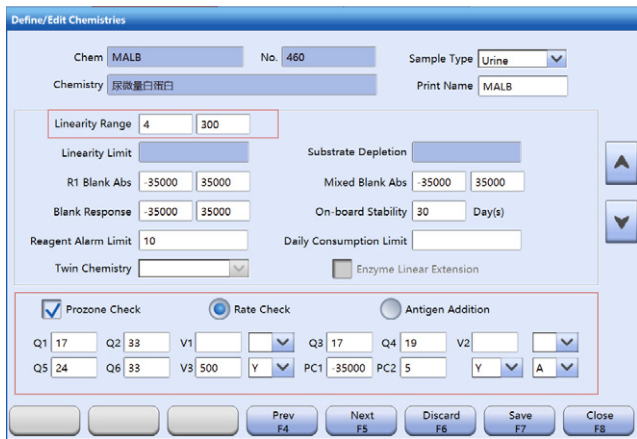 Define/Edit Chemistries
Chem MALB No. 460 Sample Type Urine
Chemistry 尿微量白蛋白 Print Name MALB
Linearity Range 4 300
Linearity Limit Substrate Depletion
R1 Blank Abs -35000 35000 Mixed Blank Abs -35000 35000
Blank Response -35000 35000 On-board Stability 30 Day(s)
Reagent Alarm Limit 10 Daily Consumption Limit
Twin Chemistry Enzyme Linear Extension
Prozone Check Rate Check Antigen Addition
Q1 17 Q2 33 V1 Q3 17 Q4 19 V2
Q5 24 Q6 33 V3 500 Y PC1 -35000 PC2 5 Y A
Prev F4 Next F5 Discard F6 Save F7 Close F8